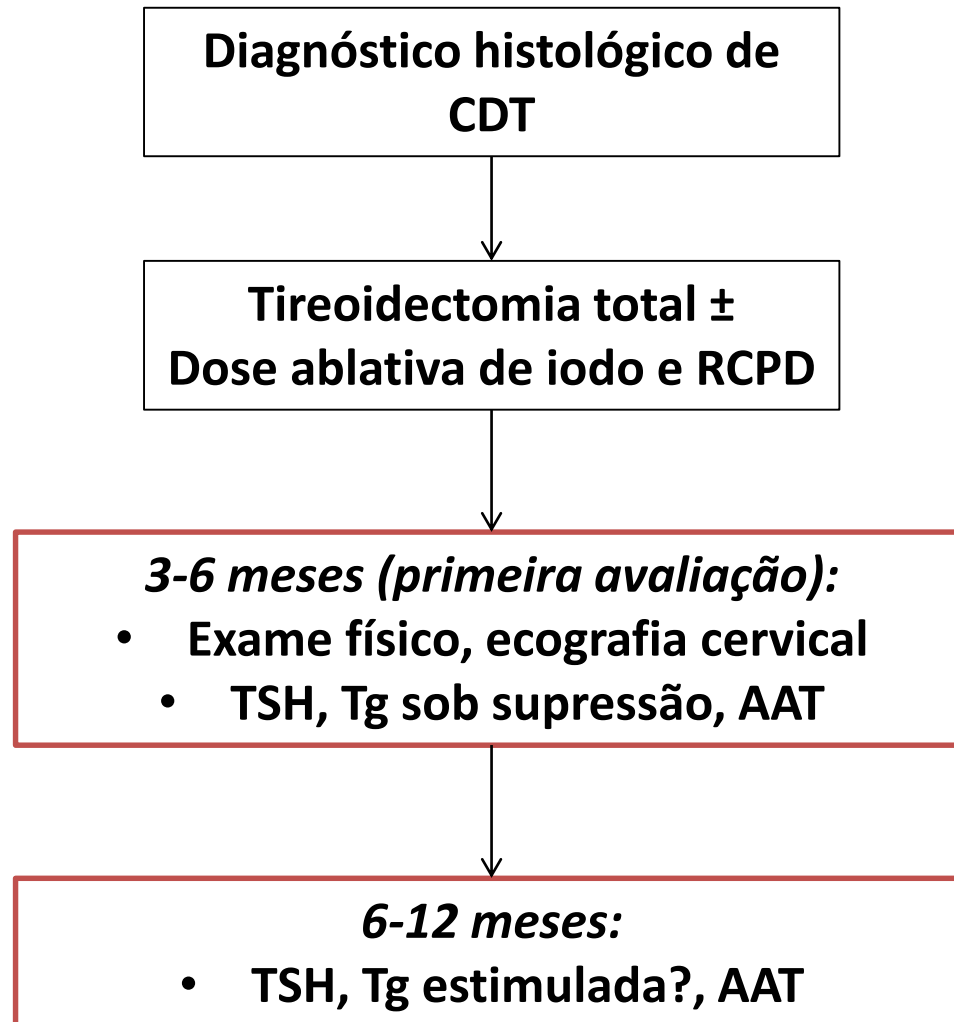 Diagnóstico histológico de
CDT
Tireoidectomia total ±
Dose ablativa de iodo e RCPD
3-6 meses (primeira avaliação):
• Exame físico, ecografia cervical
• TSH, Tg sob supressão, AAT
6-12 meses:
• TSH, Tg estimulada?, AAT